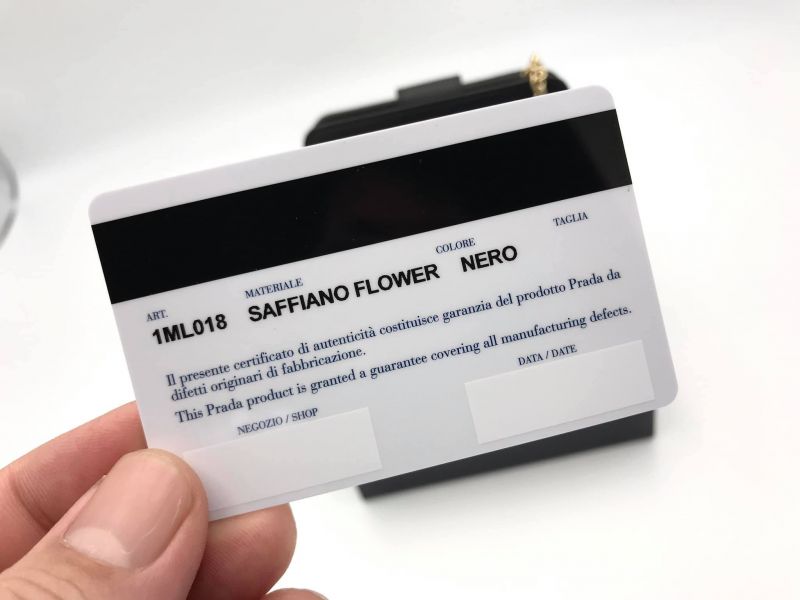 ART. MATERIALE COLORE TAGLIA
1ML018 SAFFIANO FLOWER NERO
Il presente certificato di autenticità costituisce garanzia del prodotto Prada da
difetti originari di fabbricazione.
This Prada product is granted a guarantee covering all manufacturing defects.
NEGOZIO / SHOP DATA / DATE